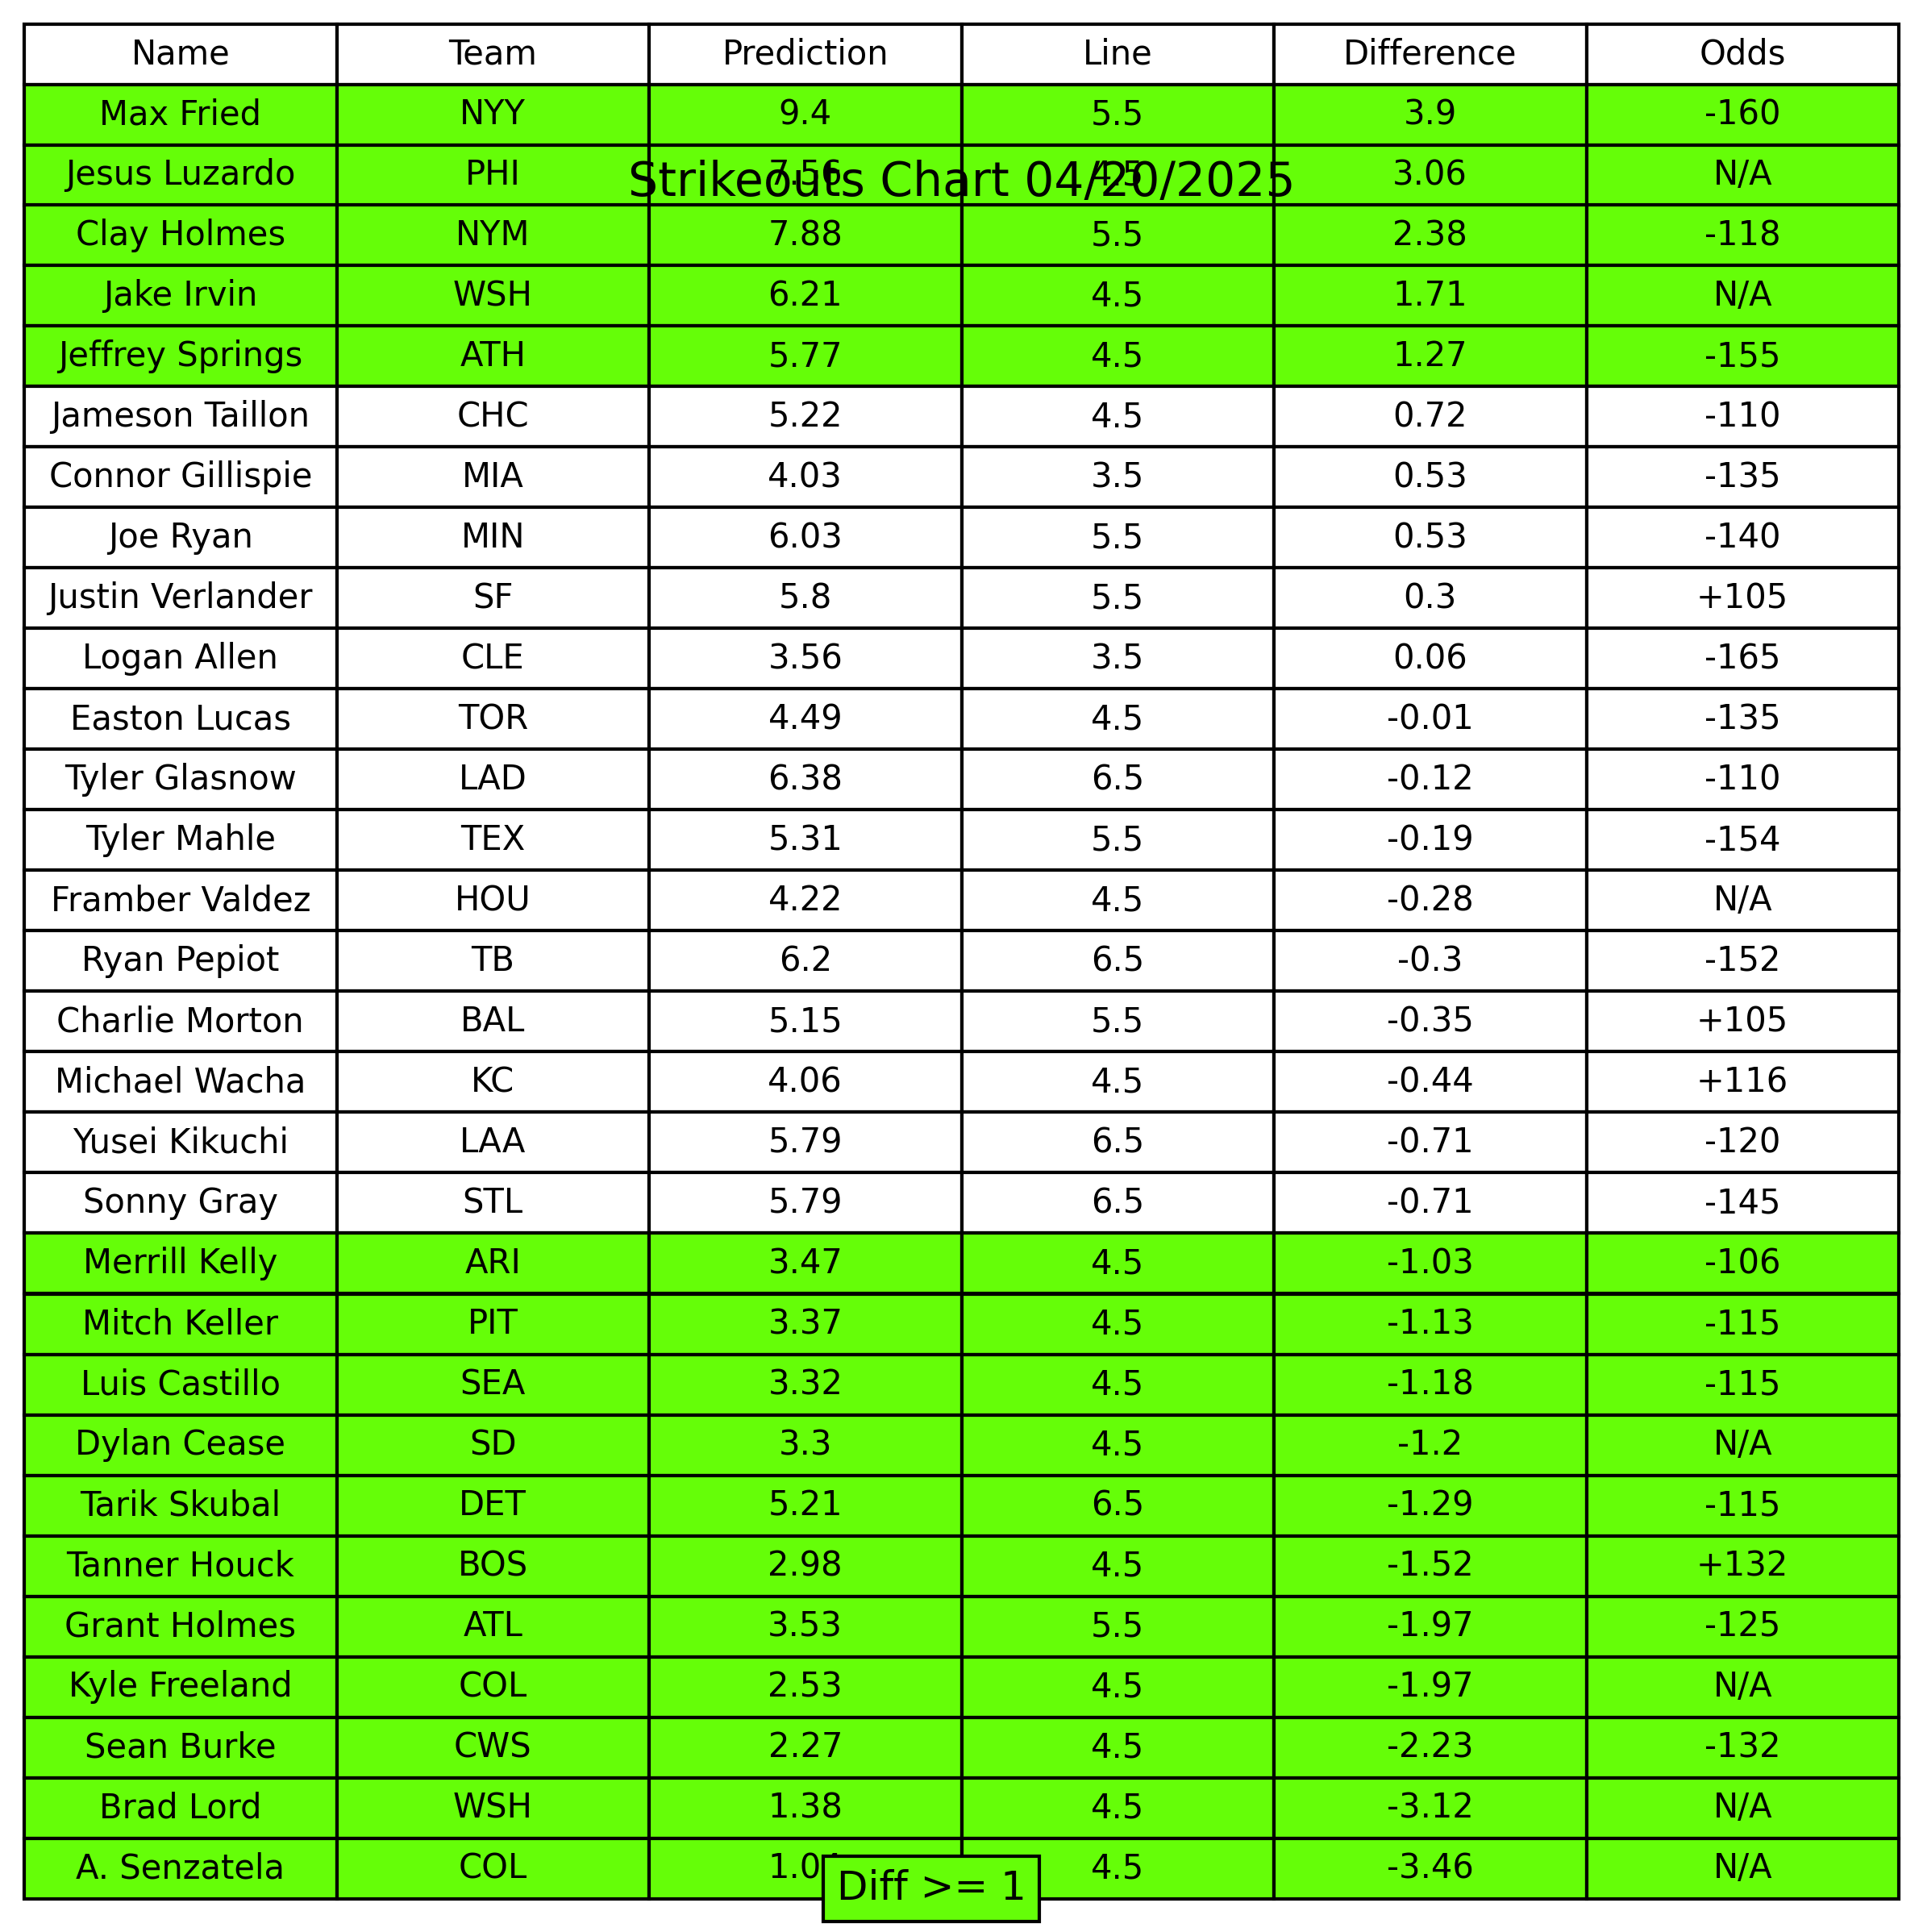 Name Team Prediction Line Difference Odds
Max Fried NYY 9.4 5.5 3.9 -160
Jesus Luzardo PHI 7.56 4.5 3.06 N/A
Strikeouts Chart 04/20/2025
Clay Holmes NYM 7.88 5.5 2.38 -118
Jake Irvin WSH 6.21 4.5 1.71 N/A
Jeffrey Springs ATH 5.77 4.5 1.27 -155
Jameson Taillon CHC 5.22 4.5 0.72 -110
Connor Gillispie MIA 4.03 3.5 0.53 -135
Joe Ryan MIN 6.03 5.5 0.53 -140
Justin Verlander SF 5.8 5.5 0.3 +105
Logan Allen CLE 3.56 3.5 0.06 -165
Easton Lucas TOR 4.49 4.5 -0.01 -135
Tyler Glasnow LAD 6.38 6.5 -0.12 -110
Tyler Mahle TEX 5.31 5.5 -0.19 -154
Framber Valdez HOU 4.22 4.5 -0.28 N/A
Ryan Pepiot TB 6.2 6.5 -0.3 -152
Charlie Morton BAL 5.15 5.5 -0.35 +105
Michael Wacha KC 4.06 4.5 -0.44 +116
Yusei Kikuchi LAA 5.79 6.5 -0.71 -120
Sonny Gray STL 5.79 6.5 -0.71 -145
Merrill Kelly ARI 3.47 4.5 -1.03 -106
Mitch Keller PIT 3.37 4.5 -1.13 -115
Luis Castillo SEA 3.32 4.5 -1.18 -115
Dylan Cease SD 3.3 4.5 -1.2 N/A
Tarik Skubal DET 5.21 6.5 -1.29 -115
Tanner Houck BOS 2.98 4.5 -1.52 +132
Grant Holmes ATL 3.53 5.5 -1.97 -125
Kyle Freeland COL 2.53 4.5 -1.97 N/A
Sean Burke CWS 2.27 4.5 -2.23 -132
Brad Lord WSH 1.38 4.5 -3.12 N/A
A. Senzatela COL 4.5 -3.46 N/A
Diff >= 1